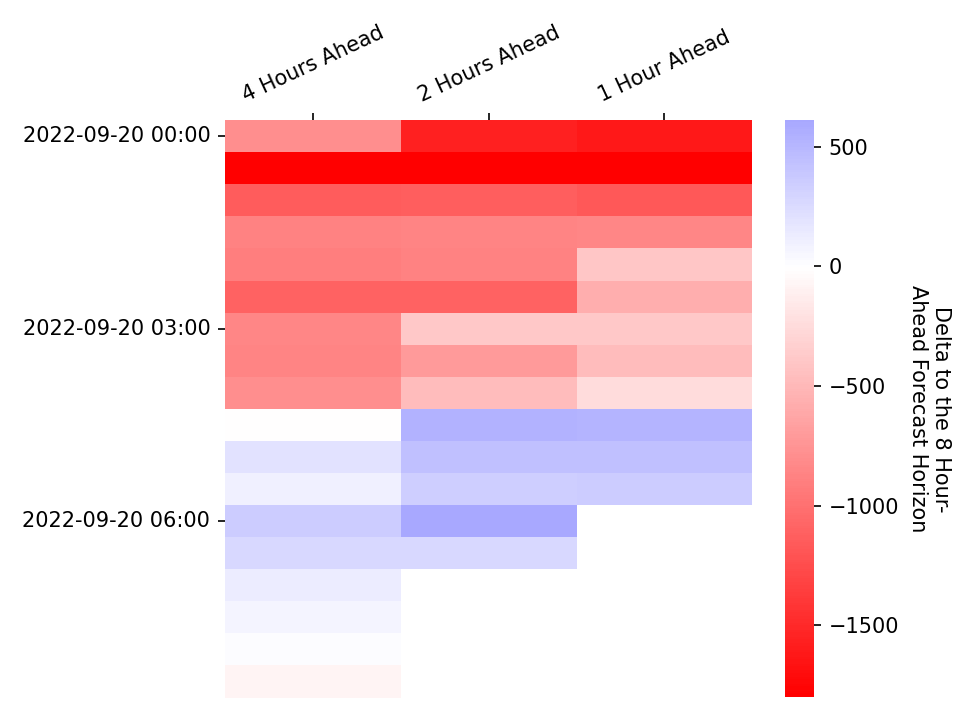 4 Hours Ahead
2 Hours Ahead
1 Hour Ahead
2022-09-20 00:00
2022-09-20 03:00
2022-09-20 06:00
500
0
−500
−1000
−1500
Delta to the 8 Hour-
Ahead Forecast Horizon